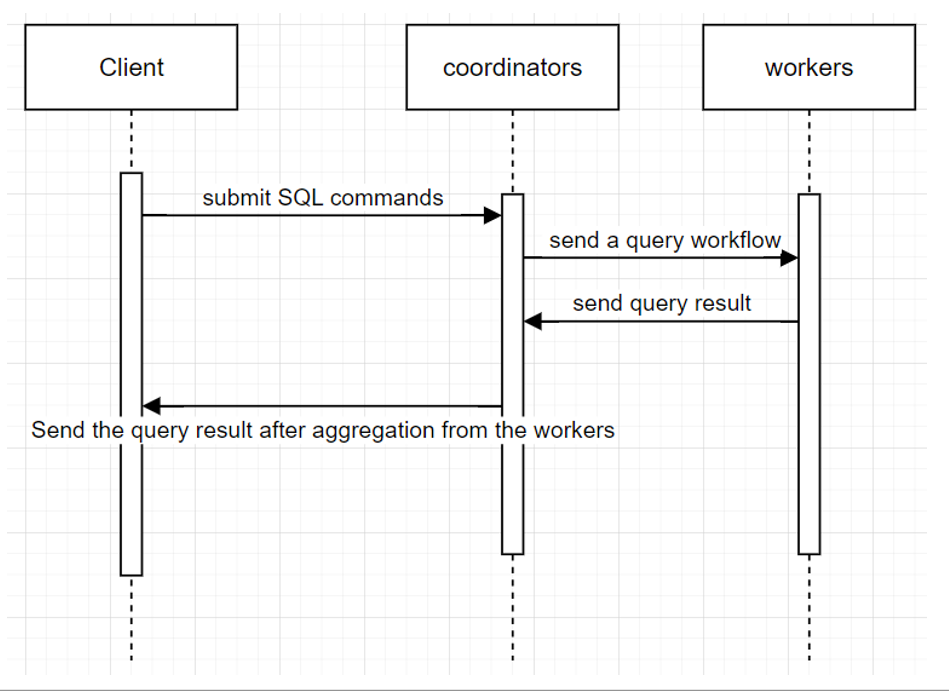 Client
coordinators
workers
submit SQL commands
send a query workflow
send query result
Send the query result after aggregation from the workers